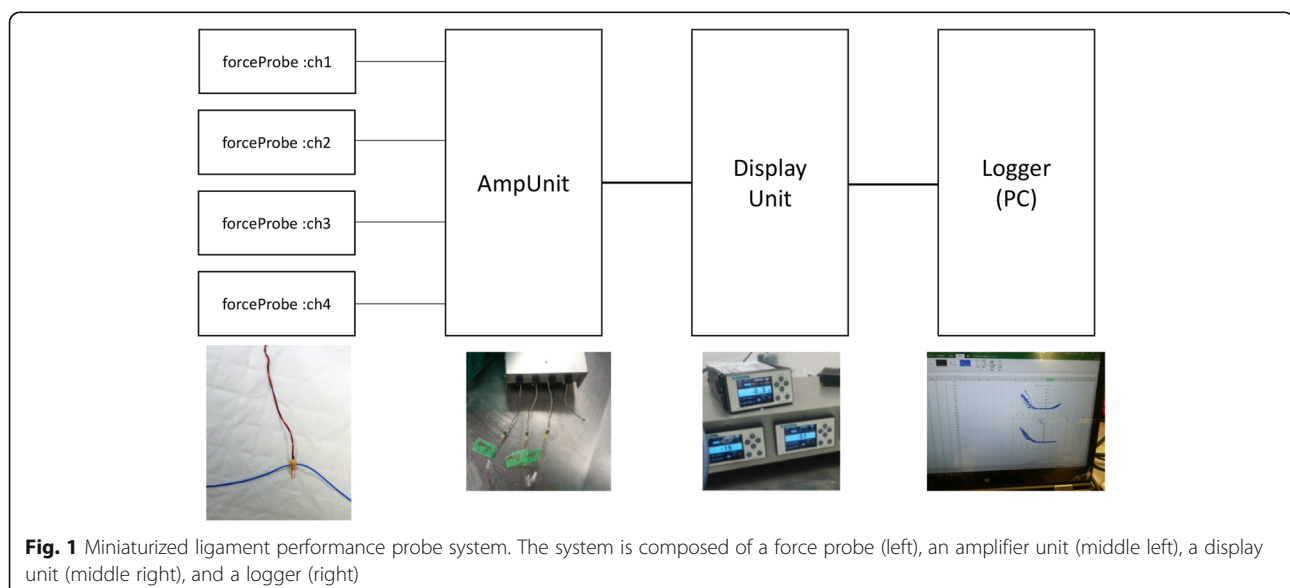 forceProbe :ch1
forceProbe :ch2
forceProbe :ch3
forceProbe :ch4
AmpUnit
Display
Unit
Logger
(PC)
Fig. 1 Miniaturized ligament performance probe system. The system is composed of a force probe (left), an amplifier unit (middle left), a display
unit (middle right), and a logger (right)